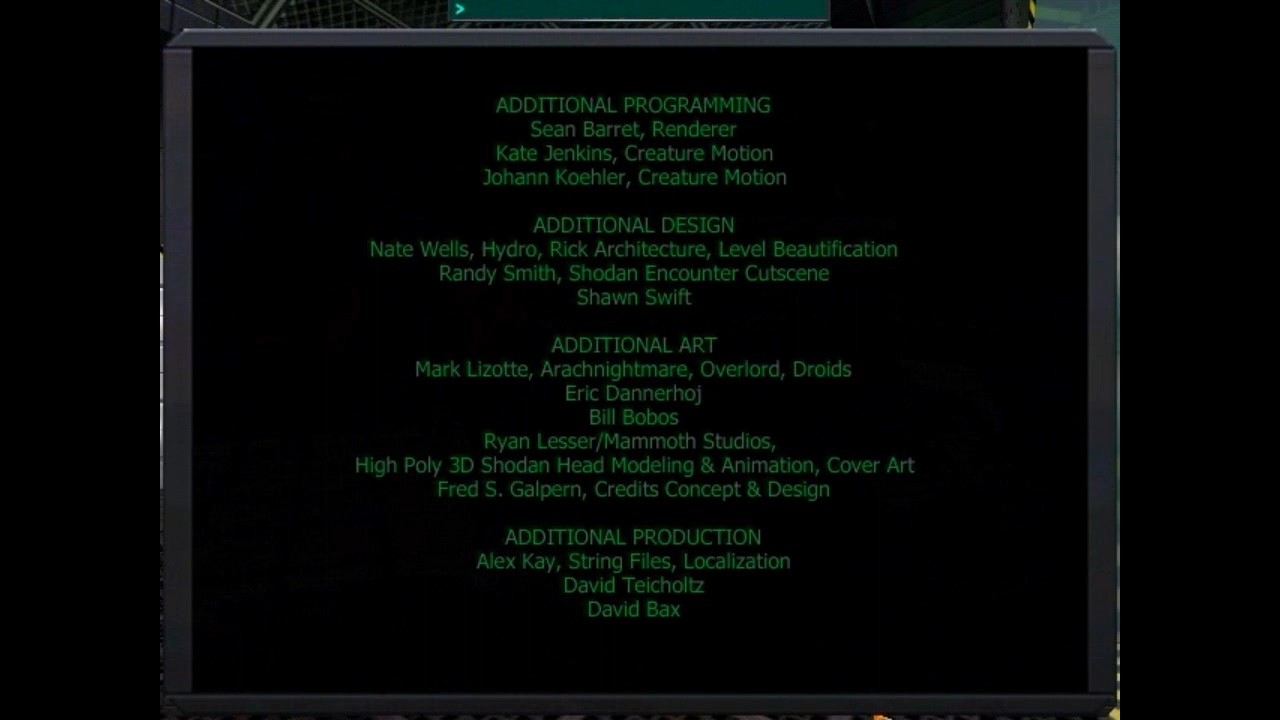 >
ADDITIONAL PROGRAMMING
Sean Barret, Renderer
Kate Jenkins, Creature Motion
Johann Koehler, Creature Motion
ADDITIONAL DESIGN
Nate Wells, Hydro, Rick Architecture, Level Beautification
Randy Smith, Shodan Encounter Cutscene
Shawn Swift
ADDITIONAL ART
Mark Lizotte, Arachnightmare, Overlord, Droids
Eric Dannerhoj
Bill Bobos
Ryan Lesser/Mammoth Studios,
High Poly 3D Shodan Head Modeling & Animation, Cover Art
Fred S. Galpern, Credits Concept & Design
ADDITIONAL PRODUCTION
Alex Kay, String Files, Localization
David Teicholtz
David Bax